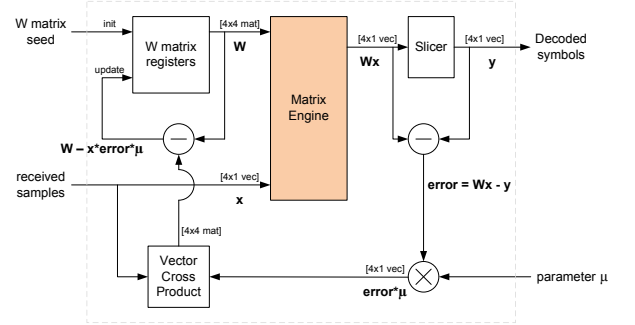 W matrix
seed
init
W matrix
registers
[4x4 mat]
W
update
W – x*error*μ
received
samples
[4x1 vec]
x
[4x4 mat]
Vector
Cross
Product
Matrix
Engine
[4x1 vec]
Wx
Slicer
[4x1 vec]
y
Decoded
symbols
error = Wx - y
[4x1 vec]
error*μ
parameter μ